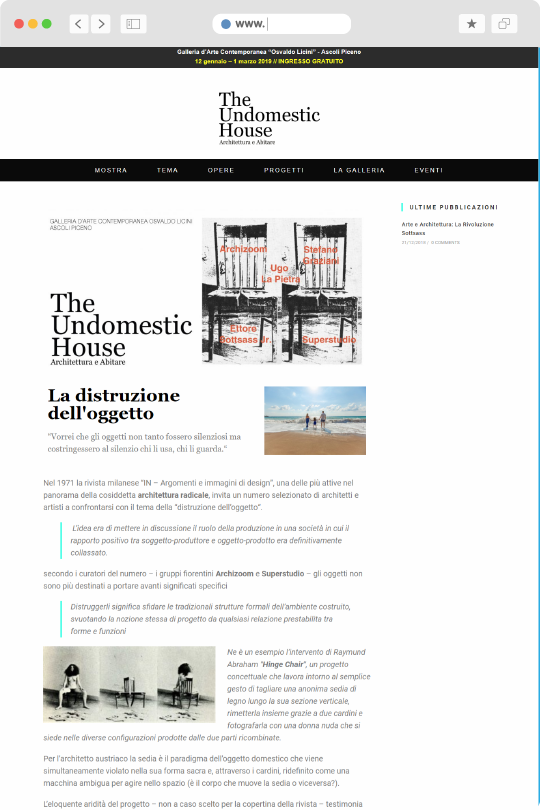 www.
Galleria d'Arte Contemporanea "Osvaldo Licini" - Ascoli Piceno
12 gennaio – 1 marzo 2019 // INGRESSO GRATUITO
The
Undomestic
House
Architettura e Abitare
MOSTRA TEMA OPERE PROGETTI LA GALLERIA EVENTI
ULTIME PUBBLICAZIONI
Arte e Architettura: La Rivoluzione
Sottsass
21/12/2018 / 0 COMMENTS
GALLERIA D'ARTE CONTEMPORANEA OSVALDO LICINI
ASCOLI PICENO
Archizoom
Stefano
Graziani
Ugo
La Pietra
Ettore
Sottsass Jr.
Superstudio
The
Undomestic
House
Architettura e Abitare
La distruzione
dell'oggetto
"Vorrei che gli oggetti non tanto fossero silenziosi ma
costringessero al silenzio chi li usa, chi li guarda."
Nel 1971 la rivista milanese "IN – Argomenti e immagini di design", una delle più attive nel
panorama della cosiddetta architettura radicale, invita un numero selezionato di architetti e
artisti a confrontarsi con il tema della "distruzione dell'oggetto".
L'idea era di mettere in discussione il ruolo della produzione in una società in cui il
rapporto positivo tra soggetto-produttore e oggetto-prodotto era definitivamente
collassato.
secondo i curatori del numero – i gruppi fiorentini Archizoom e Superstudio – gli oggetti non
sono più destinati a portare avanti significati specifici
Distruggerli significa sfidare le tradizionali strutture formali dell'ambiente costruito,
svuotando la nozione stessa di progetto da qualsiasi relazione prestabilita tra
forme e funzioni
Ne è un esempio l'intervento di Raymund
Abraham "Hinge Chair", un progetto
concettuale che lavora intorno al semplice
gesto di tagliare una anonima sedia di
legno lungo la sua sezione verticale,
rimetterla insieme grazie a due cardini e
fotografarla con una donna nuda che si
siede nelle diverse configurazioni prodotte dalle due parti ricombinate.
Per l'architetto austriaco la sedia è il paradigma dell'oggetto domestico che viene
simultaneamente violato nella sua forma sacra e, attraverso i cardini, ridefinito come una
macchina ambigua per agire nello spazio (è il corpo che muove la sedia o viceversa?).
L'eloquente aridità del progetto – non a caso scelto per la copertina della rivista – testimonia